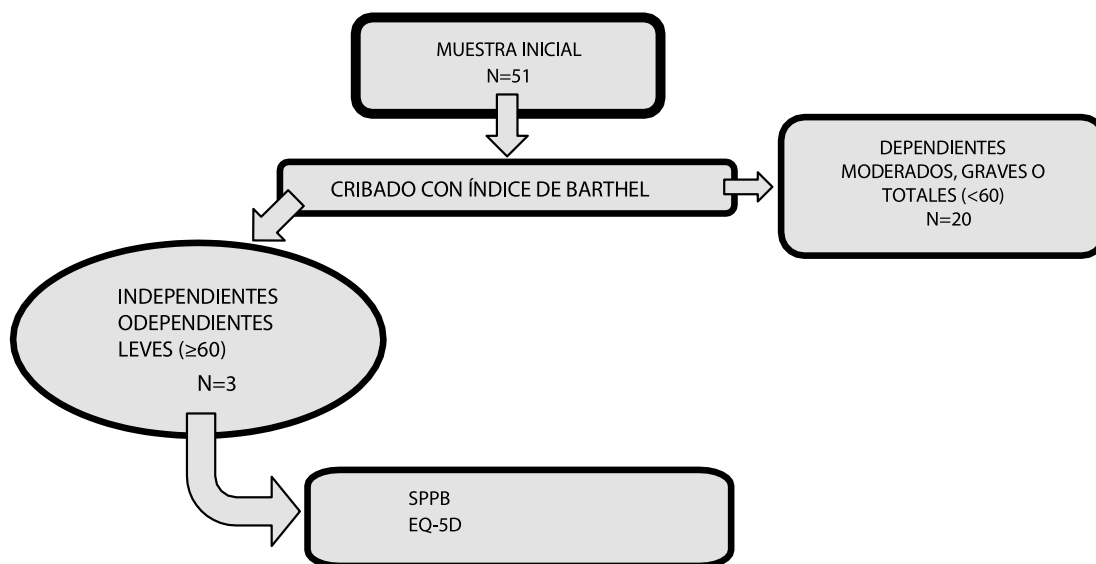 MUESTRA INICIAL
N=51
CRIBADO CON ÍNDICE DE BARTHEL
DEPENDIENTES
MODERADOS, GRAVES O
TOTALES (<60)
N=20
INDEPENDIENTES
ODEPENDIENTES
LEVES (≥60)
N=3
SPPB
EQ-5D